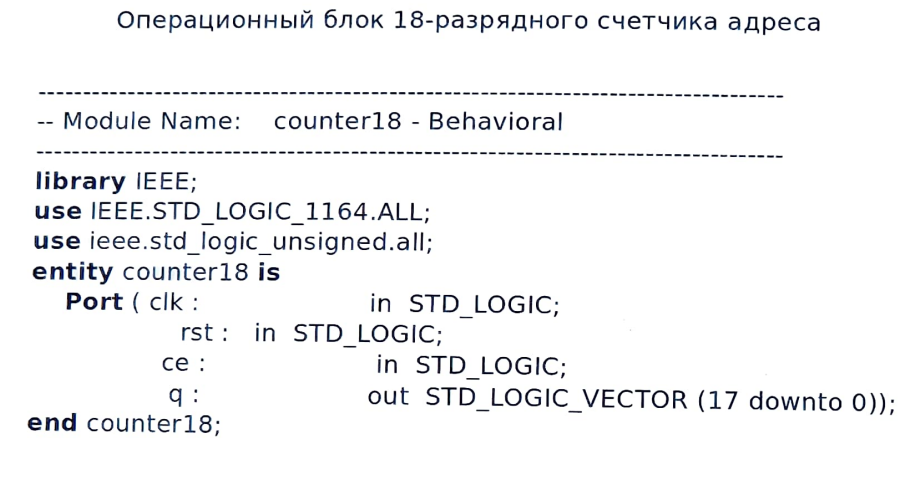 Операционный блок 18-разрядного счетчика адреса
--------------------------------------------------------------------------------
-- Module Name: counter18 - Behavioral
--------------------------------------------------------------------------------
library IEEE;
use IEEE.STD_LOGIC_1164.ALL;
use ieee.std_logic_unsigned.all;
entity counter18 is
Port ( clk : in STD_LOGIC;
rst : in STD_LOGIC;
ce : in STD_LOGIC;
q : out STD_LOGIC_VECTOR (17 downto 0));
end counter18;